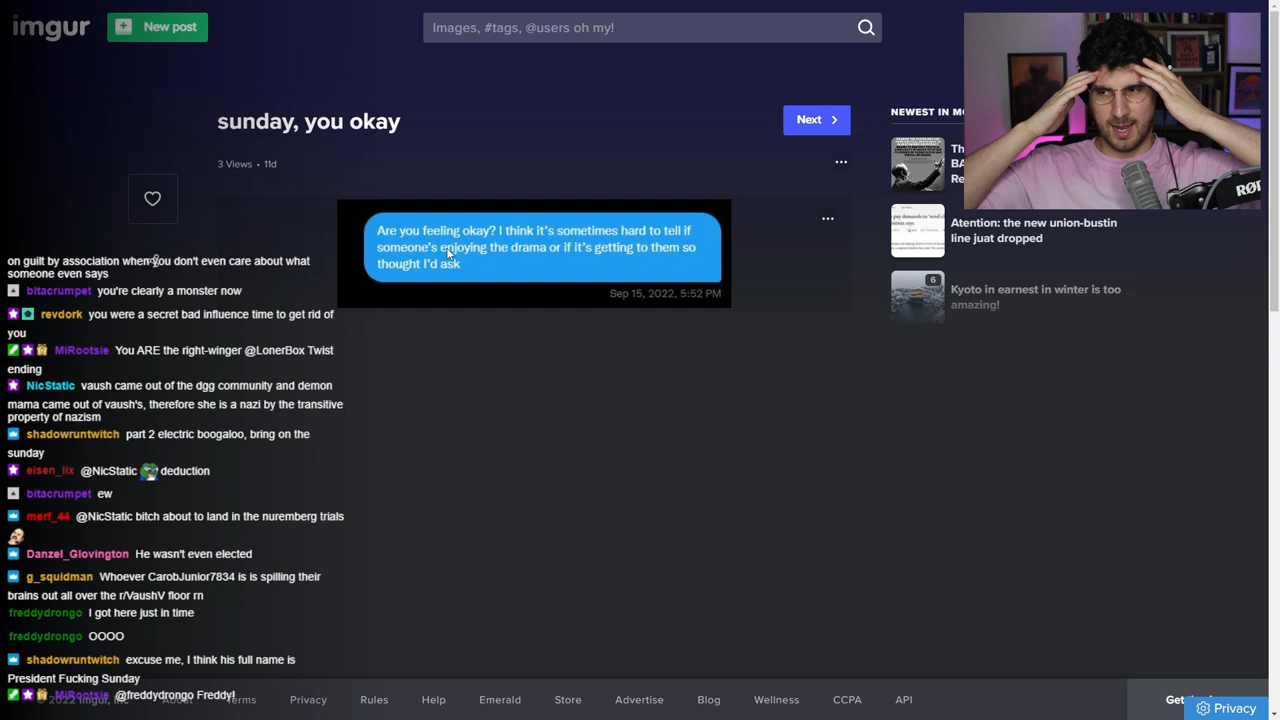 imgur
New post
Images, #tags, @users oh my!
sunday, you okay
Next
NEWEST IN
3 Views • 11d
Are you feeling okay? I think it's sometimes hard to tell if
someone's enjoying the drama or if it's getting to them so
thought I'd ask
Sep 15, 2022, 5:52 PM
Atention: the new union-bustin
line juat dropped
6
Kyoto in earnest in winter is too
amazing!
RØD
on guilt by association where you don't even care about what
someone even says
bitacrumpet you're clearly a monster rw
revdork you were a secret bad influence time to get rid of
you
MiRootsie You ARE the right-winger @LonerBox Twist
ending
NicStatic vaush came out of the dgg community and demon
mama came out of vaush's, therefore she is a nazi by the transitive
property of nazism
shadowruntwitch part 2 electric boogaloo, bring on the
sunday
eisen_lix @NicStatic deduction
bitacrumpet ew
merf_44 @NicStatic bitch about to land in the nuremberg trials
Danzel_Glovington He wasn't even elected
g_squidman Whoever CarobJunior7834 is is spilling their
brains out all over the r/VaushV floor rn
freddydrongo I got here just in time
freddydrongo OOOO
shadowruntwitch excuse me, I think his full name is
President Fucking Sunday
MiRootsie @freddydrongo Freddy!
© 2022 Imgur, Inc About Terms Privacy Rules Help Emerald Store Advertise Blog Wellness CCPA API
Privacy